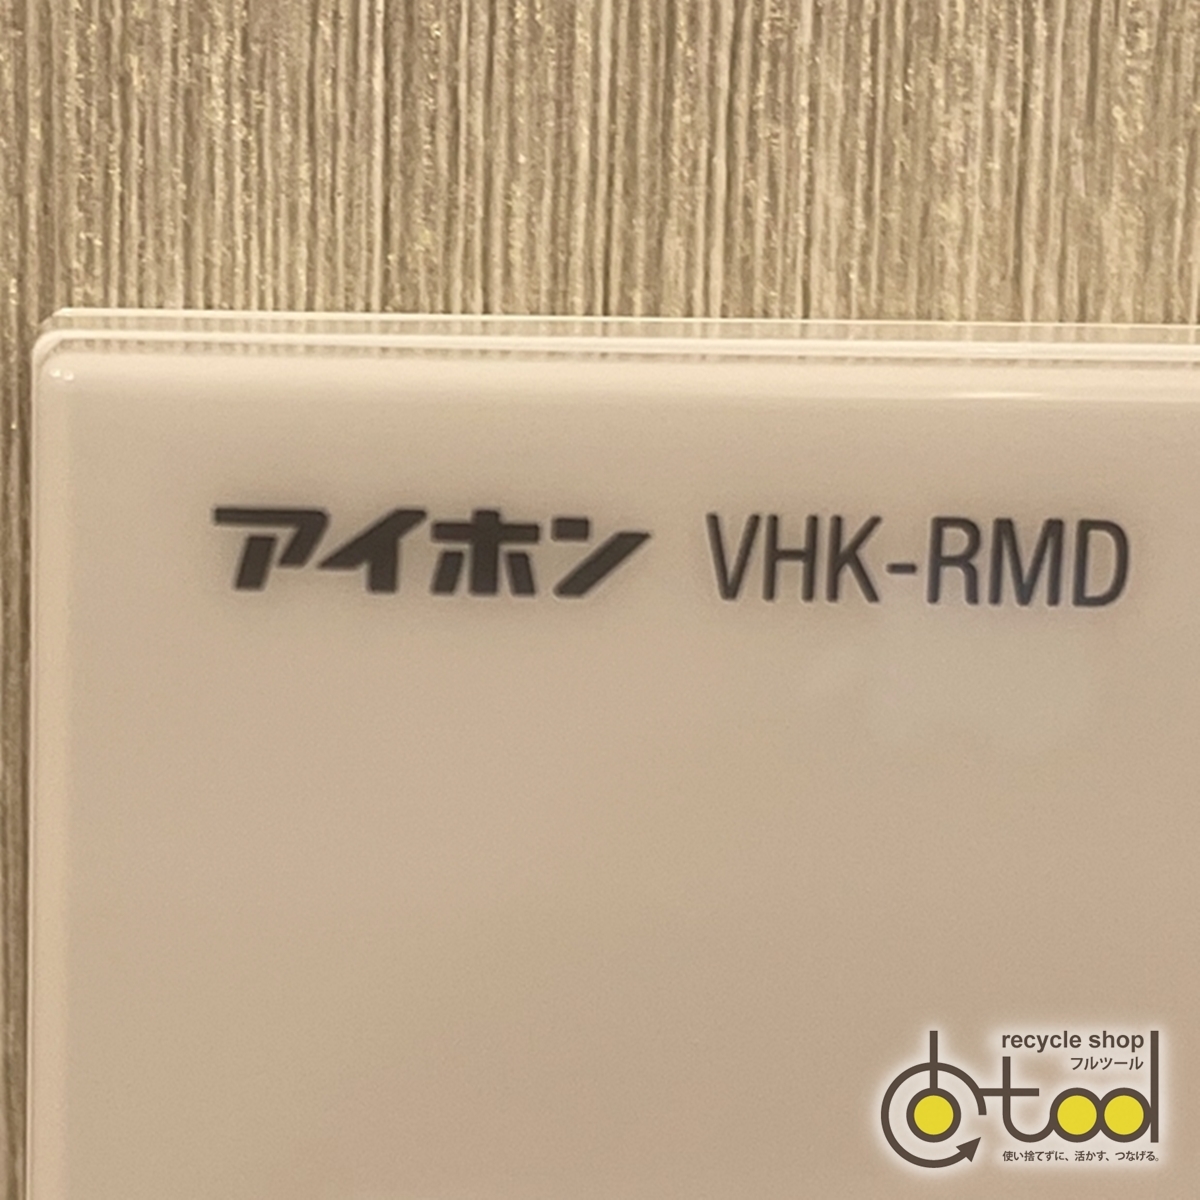 アイホン VHK-RMD
recycle shop
フルツール
tool
使い捨てずに、活かす、つなげる。